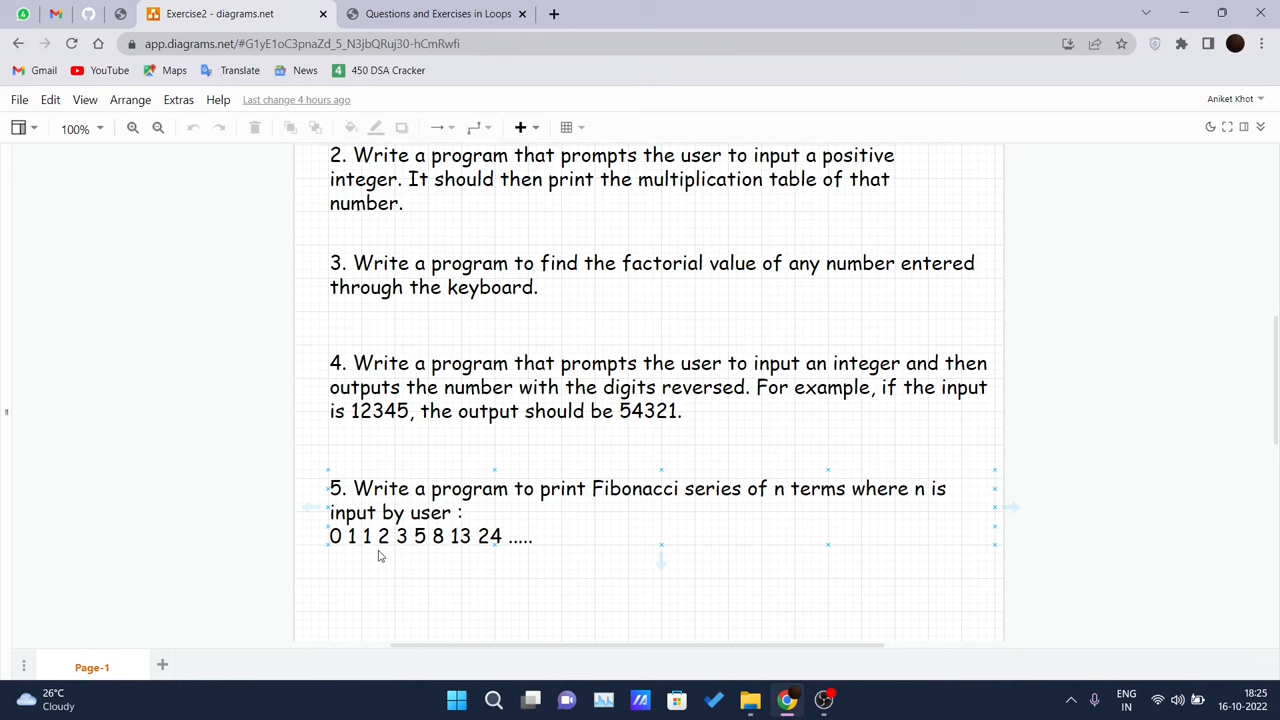 Exercise2 - diagrams.net
Questions and Exercises in Loops
app.diagrams.net/#G1yE1oC3pnaZd_5_N3jbQRuj30-hCmRwfi
Gmail
YouTube
Maps
Translate
News
4 450 DSA Cracker
File Edit View Arrange Extras Help Last change 4 hours ago
Aniket Khot
100%
2. Write a program that prompts the user to input a positive
integer. It should then print the multiplication table of that
number.
3. Write a program to find the factorial value of any number entered
through the keyboard.
4. Write a program that prompts the user to input an integer and then
outputs the number with the digits reversed. For example, if the input
is 12345, the output should be 54321.
5. Write a program to print Fibonacci series of n terms where n is
input by user :
0 1 1 2 3 5 8 13 24 .....
Page-1
26°C
Cloudy
ENG
IN
18:25
16-10-2022